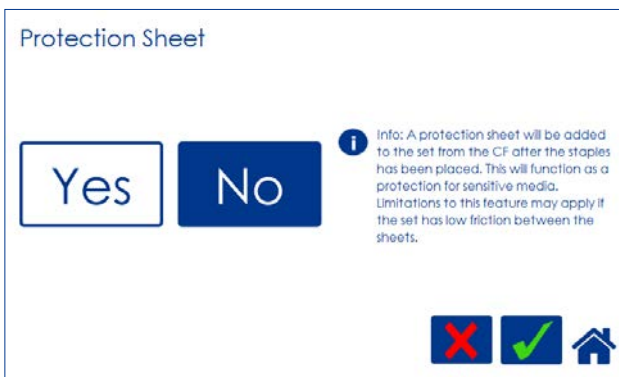 Protection Sheet
Yes
No
i
Info: A protection sheet will be added
to the set from the CF after the staples
has been placed. This will function as a
protection for sensitive media.
Limitations to this feature may apply if
the set has low friction between the
sheets.